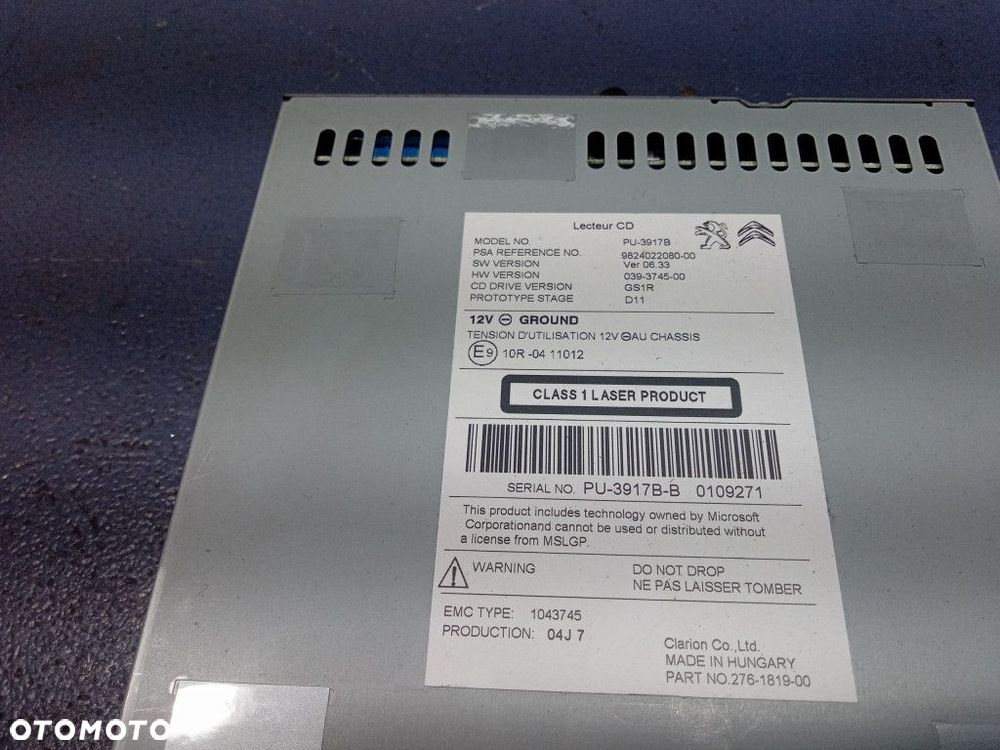 Lecteur CD
MODEL NO. PU-3917B
PSA REFERENCE NO. 9824022080-00
SW VERSION Ver 06.33
HW VERSION 039-3745-00
CD DRIVE VERSION GS1R
PROTOTYPE STAGE D11
12V ⊖ GROUND
TENSION D'UTILISATION 12V ⊖AU CHASSIS
E9 10R -04 11012
CLASS 1 LASER PRODUCT
SERIAL NO. PU-3917B-B 0109271
This product includes technology owned by Microsoft
Corporationand cannot be used or distributed without
a license from MSLGP.
WARNING DO NOT DROP
NE PAS LAISSER TOMBER
EMC TYPE: 1043745
PRODUCTION: 04J 7
Clarion Co.,Ltd.
MADE IN HUNGARY
PART NO.276-1819-00
OTOMOTO